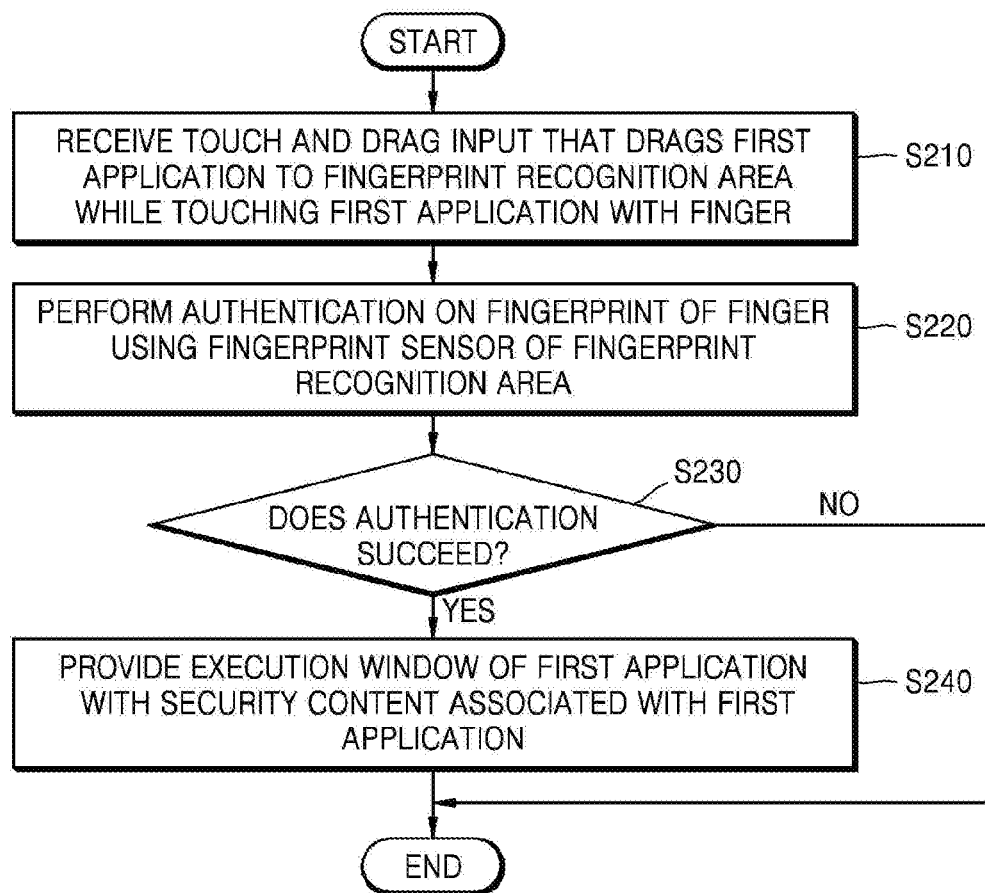 START
RECEIVE TOUCH AND DRAG INPUT THAT DRAGS FIRST
APPLICATION TO FINGERPRINT RECOGNITION AREA
WHILE TOUCHING FIRST APPLICATION WITH FINGER
S210
PERFORM AUTHENTICATION ON FINGERPRINT OF FINGER
USING FINGERPRINT SENSOR OF FINGERPRINT
RECOGNITION AREA
S220
S230
DOES AUTHENTICATION
SUCCEED?
NO
YES
PROVIDE EXECUTION WINDOW OF FIRST APPLICATION
WITH SECURITY CONTENT ASSOCIATED WITH FIRST
APPLICATION
S240
END